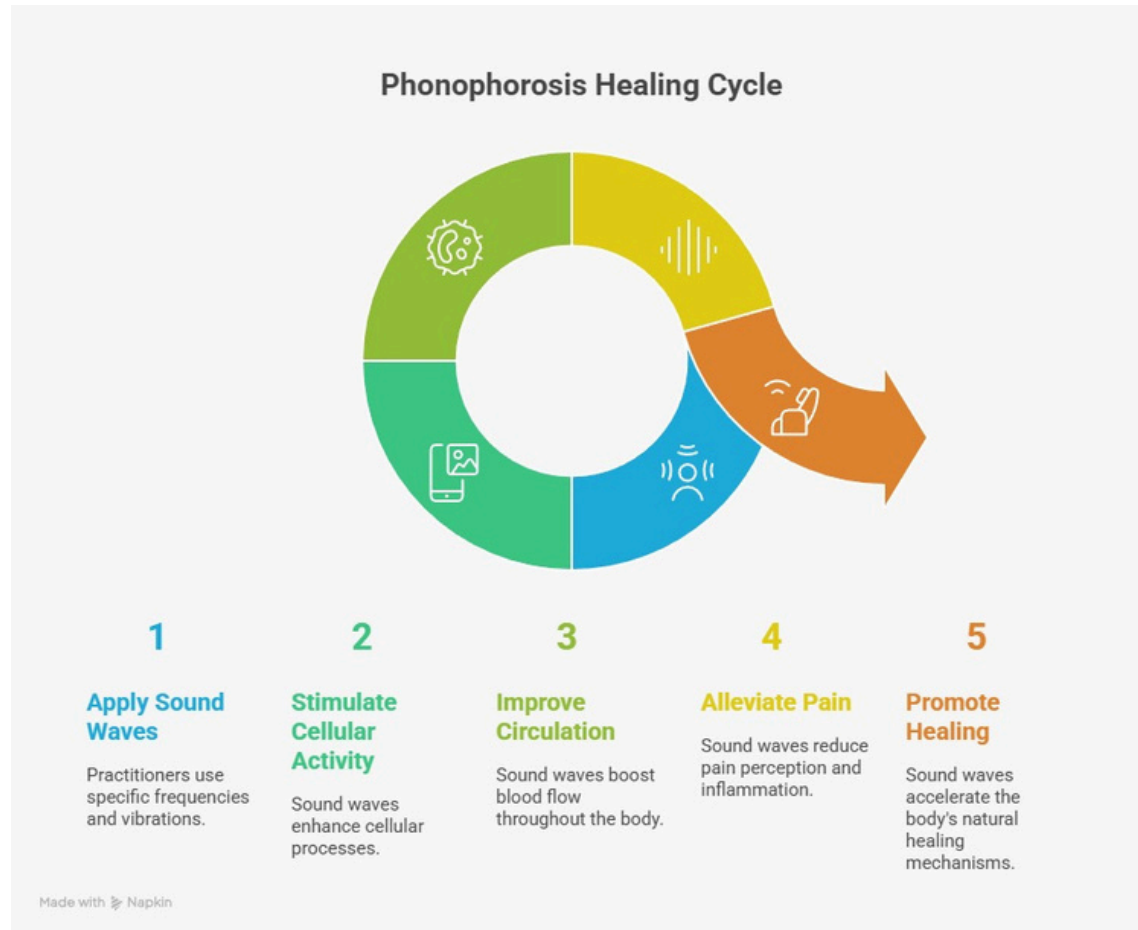 Phonophorosis Healing Cycle
1
Apply Sound
Waves
Practitioners use
specific frequencies
and vibrations.
2
Stimulate
Cellular
Activity
Sound waves
enhance cellular
processes.
3
Improve
Circulation
Sound waves boost
blood flow
throughout the body.
4
Alleviate Pain
Sound waves reduce
pain perception and
inflammation.
5
Promote
Healing
Sound waves
accelerate the
body's natural
healing
mechanisms.
Made with Napkin